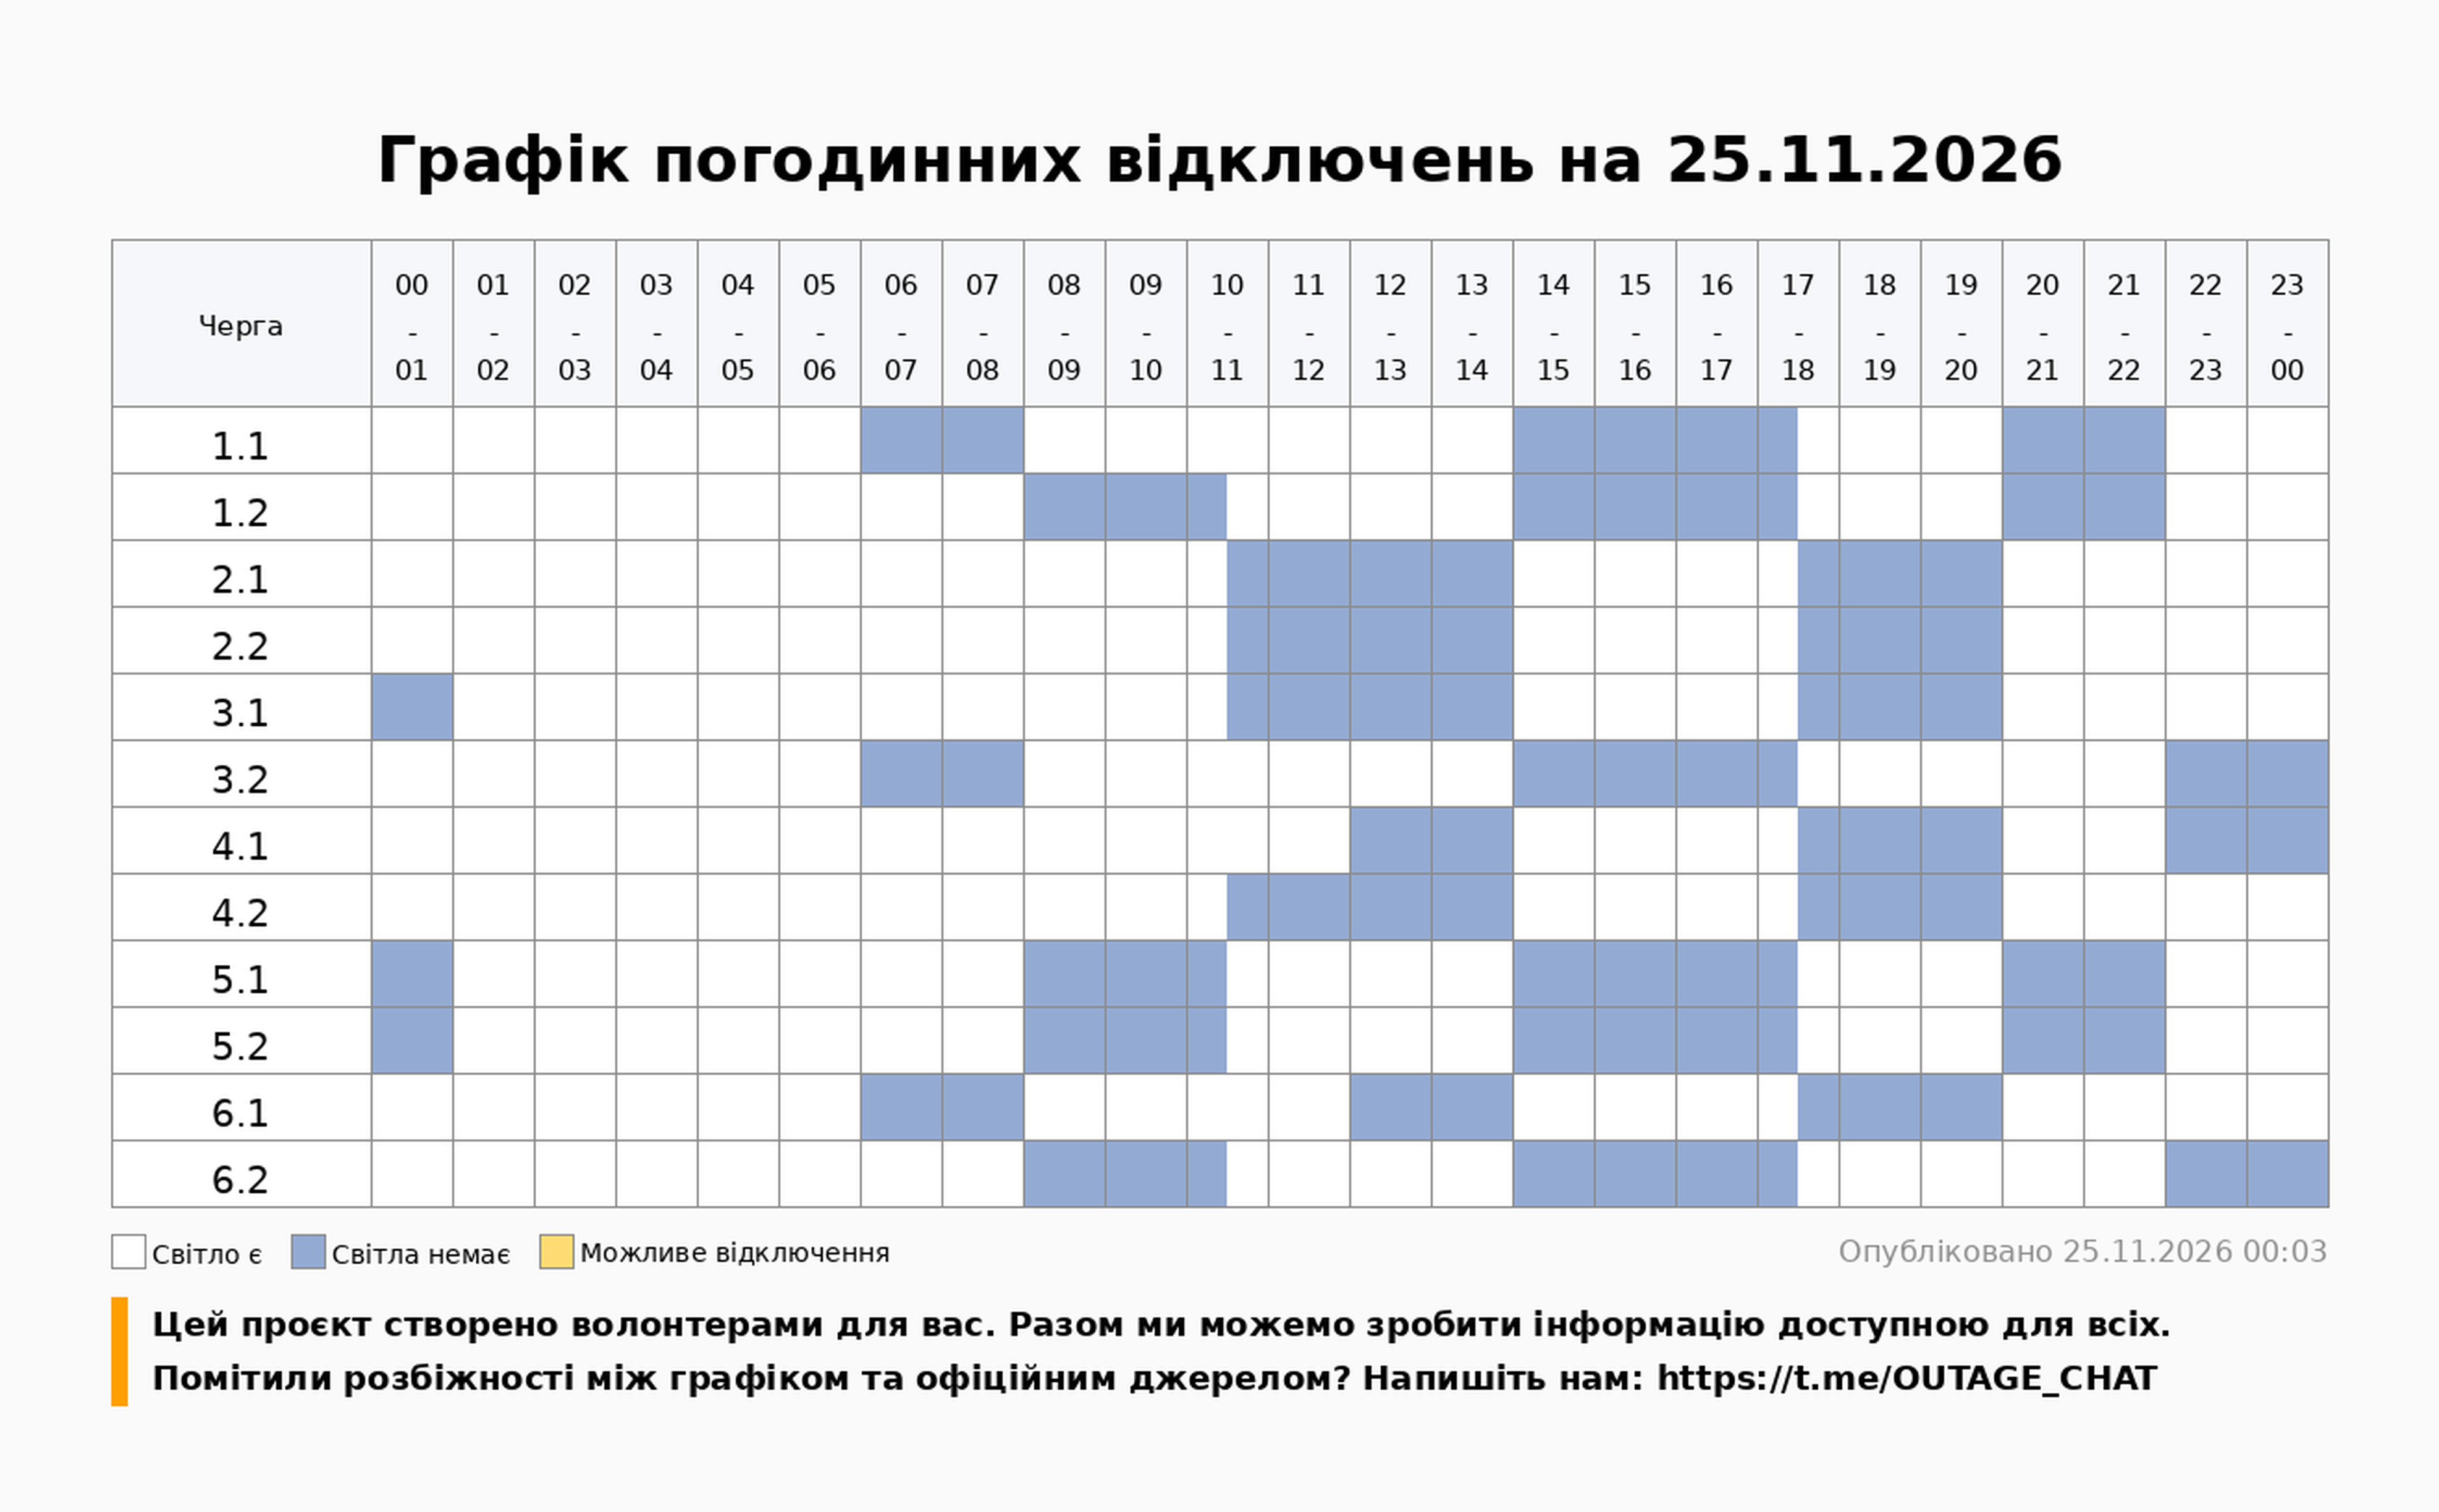 Графік погодинних відключень на 25.11.2026
Черга 00 - 01 01 - 02 02 - 03 03 - 04 04 - 05 05 - 06 06 - 07 07 - 08 08 - 09 09 - 10 10 - 11 11 - 12 12 - 13 13 - 14 14 - 15 15 - 16 16 - 17 17 - 18 18 - 19 19 - 20 20 - 21 21 - 22 22 - 23 23 - 00
1.1
1.2
2.1
2.2
3.1
3.2
4.1
4.2
5.1
5.2
6.1
6.2
Світло є Світла немає Можливе відключення Опубліковано 25.11.2026 00:03
Цей проєкт створено волонтерами для вас. Разом ми можемо зробити інформацію доступною для всіх.
Помітили розбіжності між графіком та офіційним джерелом? Напишіть нам: https://t.me/OUTAGE_CHAT